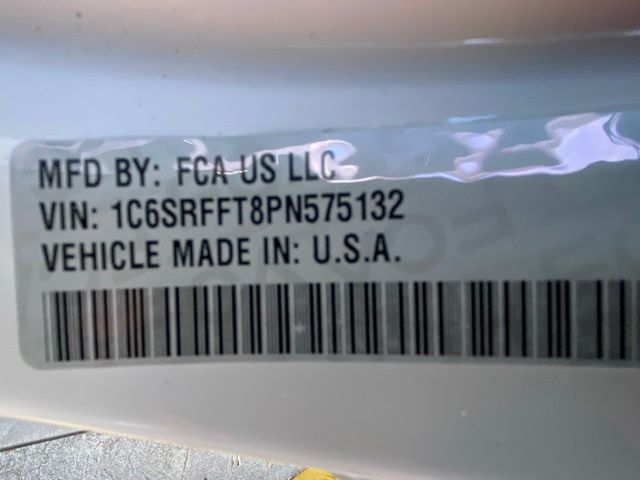 MFD BY: FCA US LLC
VIN: 1C6SRFFT8PN575132
VEHICLE MADE IN: U.S.A.